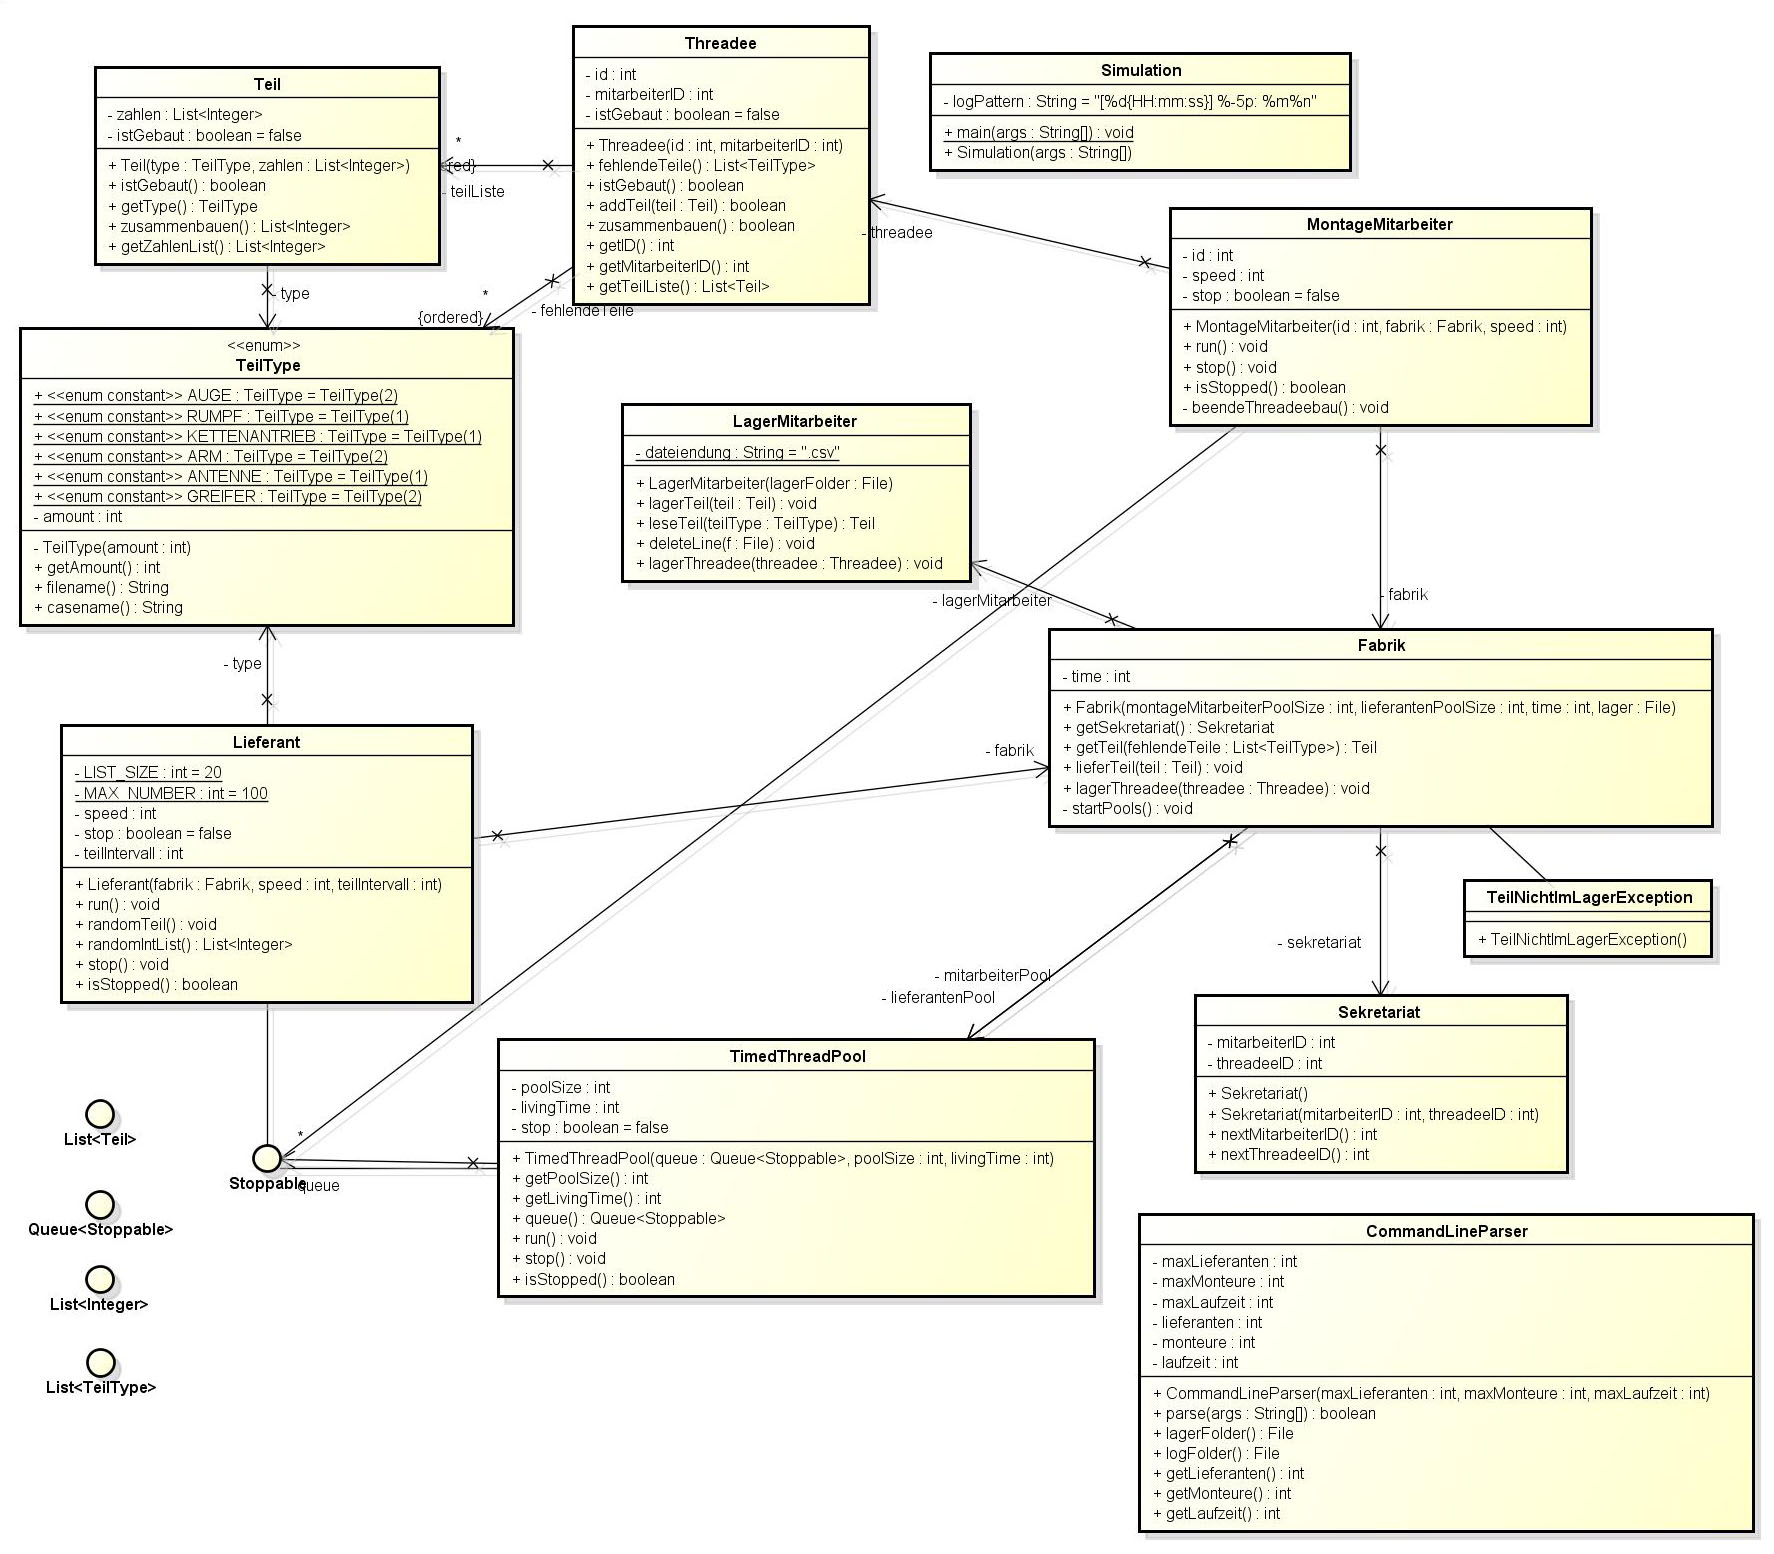 Teil
- zahlen : List<Integer>
- istGebaut : boolean = false
+ Teil(type : TeilType, zahlen : List<Integer>)
+ istGebaut() : boolean
+ getType() : TeilType
+ zusammenbauen() : List<Integer>
+ getZahlenList() : List<Integer>
Threadee
- id : int
- mitarbeiterID : int
- istGebaut : boolean = false
+ Threadee(id : int, mitarbeiterID : int)
+ fehlendeTeile() : List<TeilType>
+ istGebaut() : boolean
+ addTeil(teil : Teil) : boolean
+ zusammenbauen() : boolean
+ getID() : int
+ getMitarbeiterID() : int
+ getTeilListe() : List<Teil>
Simulation
- logPattern : String = "[%d{HH:mm:ss}] %-5p: %m%n"
+ main(args : String[]) : void
+ Simulation(args : String[])
*
red}
- teilListe
- threadee
- type
*
{ordered}
- fehlendeTeile
MontageMitarbeiter
- id : int
- speed : int
- stop : boolean = false
+ MontageMitarbeiter(id : int, fabrik : Fabrik, speed : int)
+ run() : void
+ stop() : void
+ isStopped() : boolean
- beendeThreadeebau() : void
<<enum>>
TeilType
+ <<enum constant>> AUGE : TeilType = TeilType(2)
+ <<enum constant>> RUMPF : TeilType = TeilType(1)
+ <<enum constant>> KETTENANTRIEB : TeilType = TeilType(1)
+ <<enum constant>> ARM : TeilType = TeilType(2)
+ <<enum constant>> ANTENNE : TeilType = TeilType(1)
+ <<enum constant>> GREIFER : TeilType = TeilType(2)
- amount : int
- TeilType(amount : int)
+ getAmount() : int
+ filename() : String
+ casename() : String
LagerMitarbeiter
- dateiendung : String = ".csv"
+ LagerMitarbeiter(lagerFolder : File)
+ lagerTeil(teil : Teil) : void
+ leseTeil(teilType : TeilType) : Teil
+ deleteLine(f : File) : void
+ lagerThreadee(threadee : Threadee) : void
- lagerMitarbeiter
- fabrik
- type
Fabrik
- time : int
+ Fabrik(montageMitarbeiterPoolSize : int, lieferantenPoolSize : int, time : int, lager : File)
+ getSekretariat() : Sekretariat
+ getTeil(fehlendeTeile : List<TeilType>) : Teil
+ lieferTeil(teil : Teil) : void
+ lagerThreadee(threadee : Threadee) : void
- startPools() : void
Lieferant
- LIST_SIZE : int = 20
- MAX_NUMBER : int = 100
- speed : int
- stop : boolean = false
- teilIntervall : int
+ Lieferant(fabrik : Fabrik, speed : int, teilIntervall : int)
+ run() : void
+ randomTeil() : void
+ randomIntList() : List<Integer>
+ stop() : void
+ isStopped() : boolean
- fabrik
TeilNichtImLagerException
+ TeilNichtImLagerException()
- sekretariat
- mitarbeiterPool
- lieferantenPool
Sekretariat
- mitarbeiterID : int
- threadeeID : int
+ Sekretariat()
+ Sekretariat(mitarbeiterID : int, threadeeID : int)
+ nextMitarbeiterID() : int
+ nextThreadeeID() : int
TimedThreadPool
- poolSize : int
- livingTime : int
- stop : boolean = false
+ TimedThreadPool(queue : Queue<Stoppable>, poolSize : int, livingTime : int)
+ getPoolSize() : int
+ getLivingTime() : int
+ queue() : Queue<Stoppable>
+ run() : void
+ stop() : void
+ isStopped() : boolean
List<Teil>
*
Stoppable
queue
Queue<Stoppable>
List<Integer>
List<TeilType>
CommandLineParser
- maxLieferanten : int
- maxMonteure : int
- maxLaufzeit : int
- lieferanten : int
- monteure : int
- laufzeit : int
+ CommandLineParser(maxLieferanten : int, maxMonteure : int, maxLaufzeit : int)
+ parse(args : String[]) : boolean
+ lagerFolder() : File
+ logFolder() : File
+ getLieferanten() : int
+ getMonteure() : int
+ getLaufzeit() : int